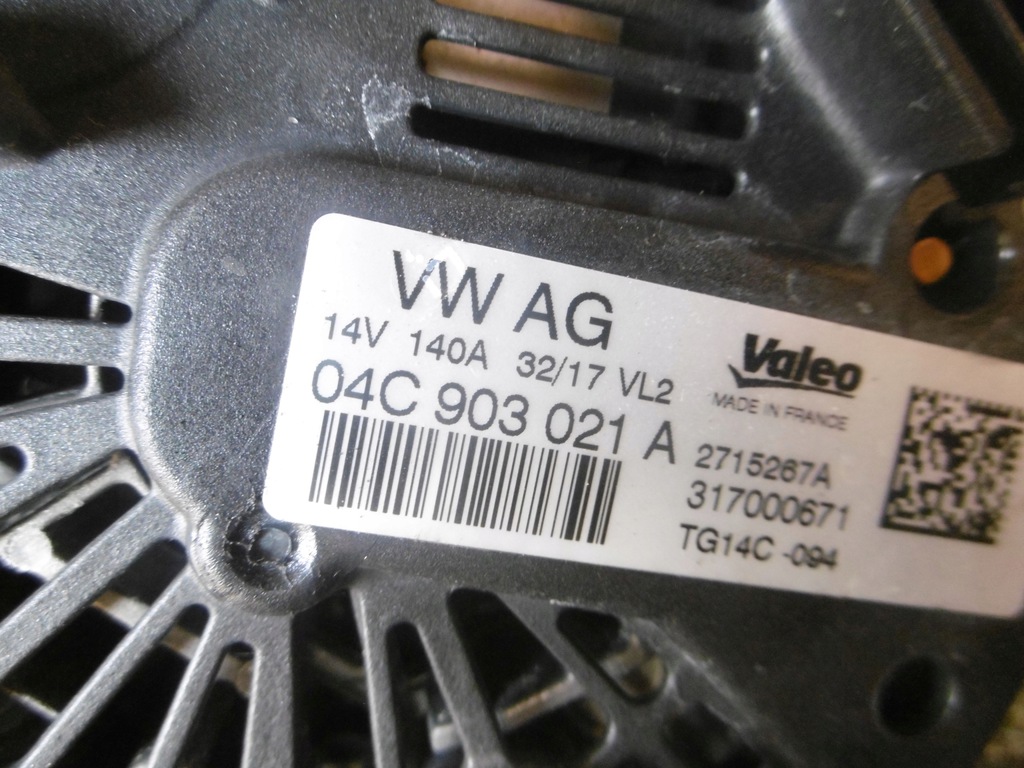 VW AG
14V 140A 32/17 VL2
04C 903 021 A
Valeo
MADE IN FRANCE
2715267A
317000671
TG14C -094